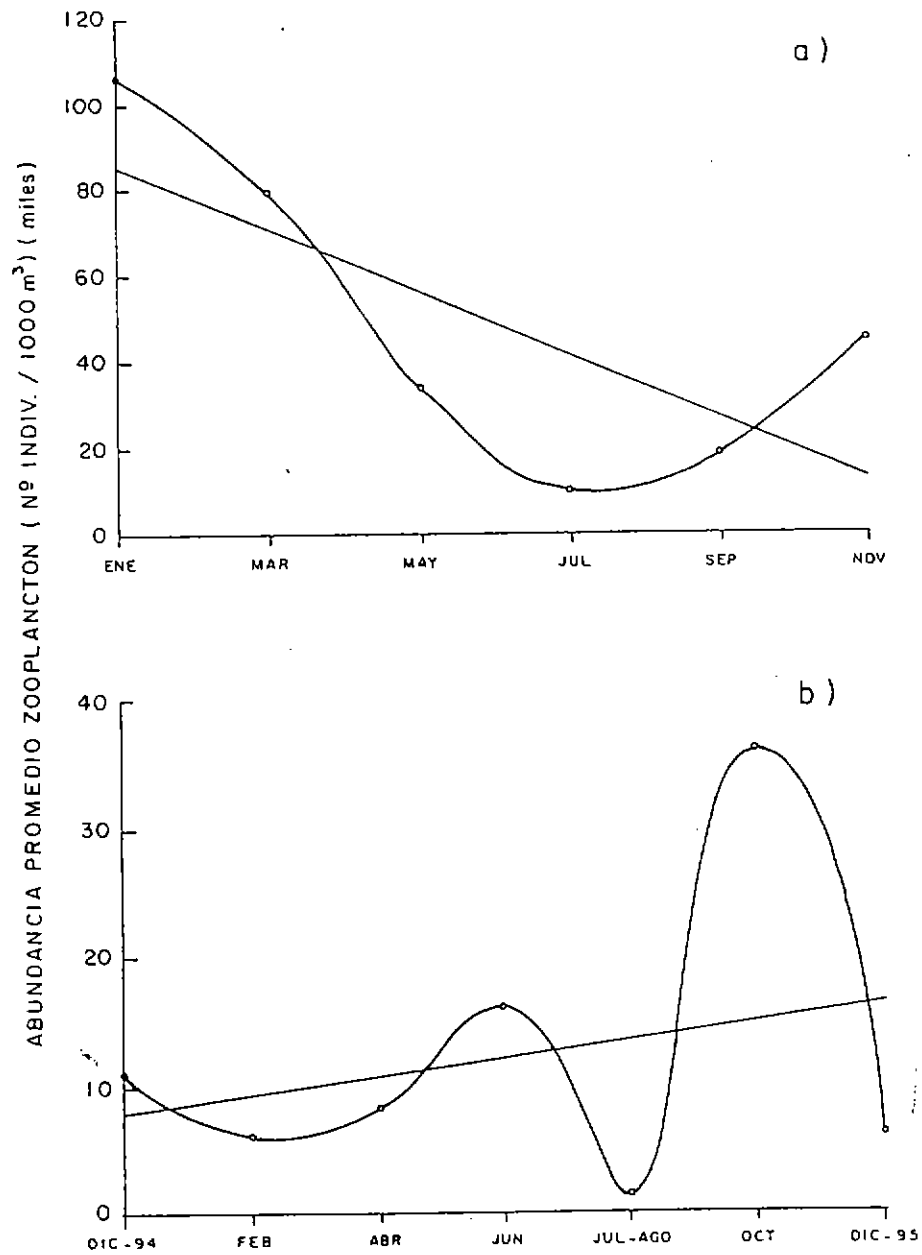 ABUNDANCIA PROMEDIO ZOOPLANCTON ( Nº INDIV. / 1000 m³ ) ( miles )
a )
120
100
80
60
40
20
0
ENE MAR MAY JUL SEP NOV
b )
40
30
20
10
0
DIC-94 FEB ABR JUN JUL-AGO OCT DIC-95